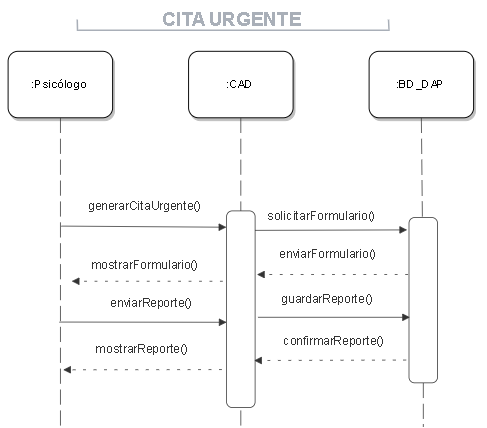 CITA URGENTE
:Psicólogo
:CAD
:BD_DAP
generarCitaUrgente()
solicitarFormulario()
enviarFormulario()
mostrarFormulario()
enviarReporte()
guardarReporte()
confirmarReporte()
mostrarReporte()